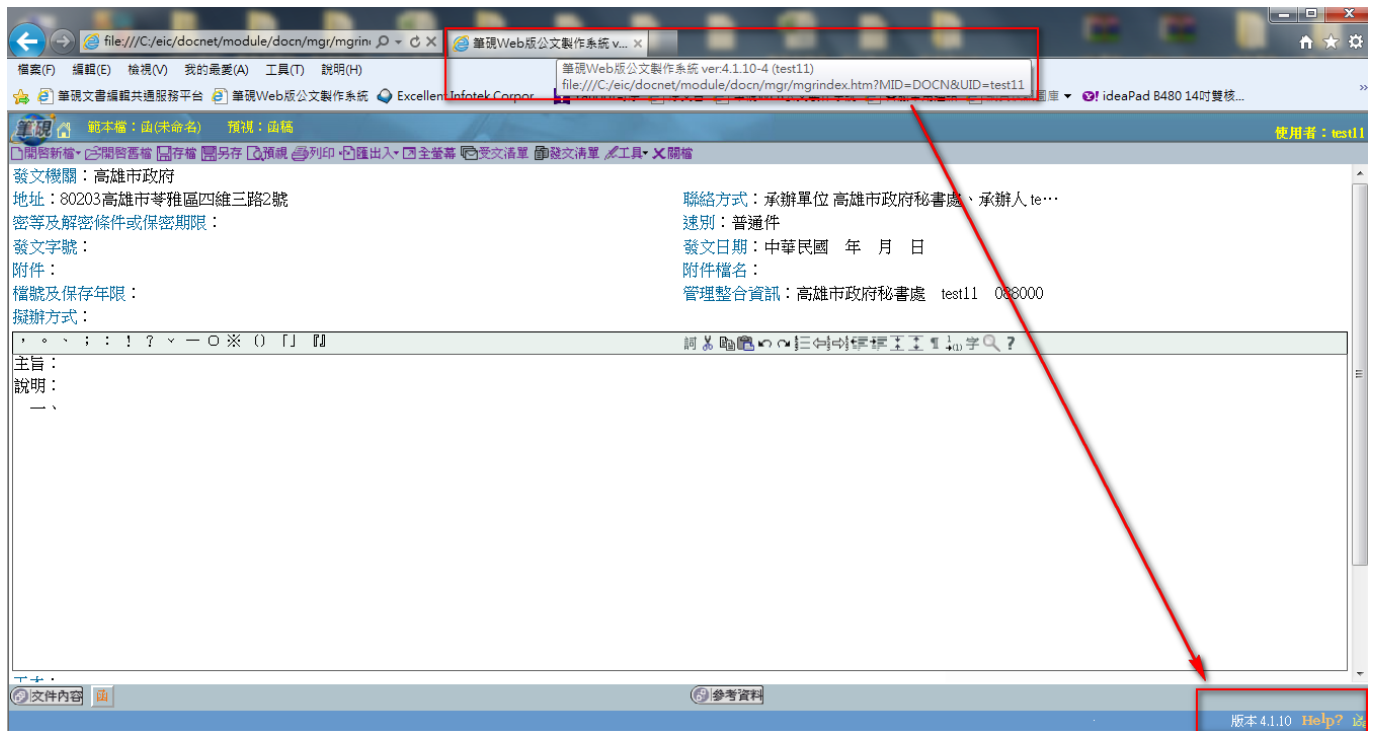 file:///C:/eic/docnet/module/docn/mgr/mgrin
筆硯Web版公文製作系統 v...
檔案(F) 編輯(E) 檢視(V) 我的最愛(A) 工具(T) 說明(H)
筆硯Web版公文製作系統 ver:4.1.10-4 (test11)
file:///C:/eic/docnet/module/docn/mgr/mgrindex.htm?MID=DOCN&UID=test11
筆硯文書編輯共通服務平台 筆硯Web版公文製作系統 Excellent Infotek Corpor... ideaPad B480 14吋雙核...
筆硯 範本檔：函(未命名) 預視：函稿
使用者：test11
開啓新檔 開啓舊檔 存檔 另存 預視 列印 匯出入 全螢幕 受文清單 發文清單 工具 關檔
發文機關：高雄市政府
地址：80203高雄市苓雅區四維三路2號
聯絡方式：承辦單位 高雄市政府秘書處、承辦人 te…
密等及解密條件或保密期限：
速別：普通件
發文字號：
發文日期：中華民國 年 月 日
附件：
附件檔名：
檔號及保存年限：
管理整合資訊：高雄市政府秘書處 test11 088000
擬辦方式：
，。、；：！？ˇ—○※（）「」『』
詞 字 ?
主旨：
說明：
一、
文件內容 函
參考資料
版本 4.1.10 Help?